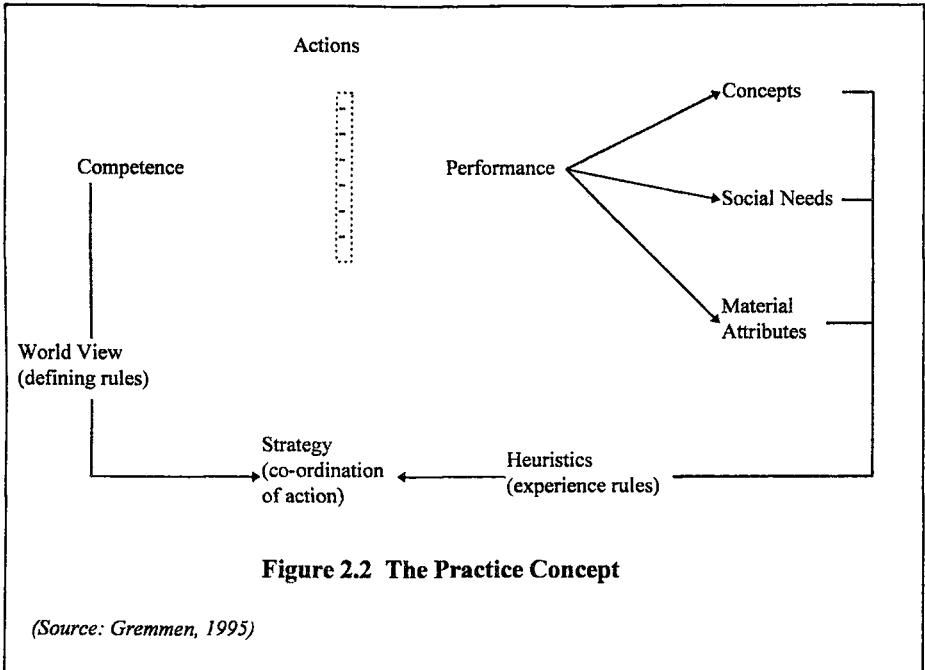 Actions
Concepts
Competence
Performance
Social Needs
Material
Attributes
World View
(defining rules)
Strategy
(co-ordination
of action)
Heuristics
(experience rules)
Figure 2.2 The Practice Concept
(Source: Gremmen, 1995)